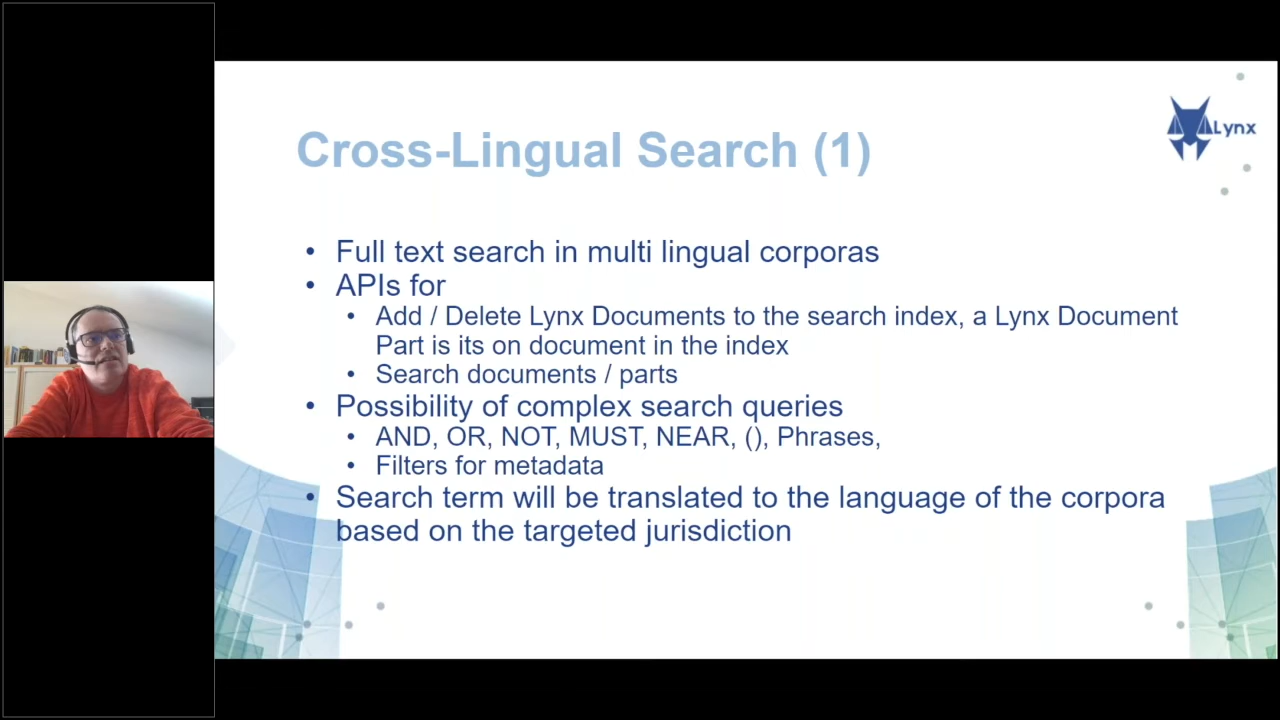 Lynx
Cross-Lingual Search (1)
• Full text search in multi lingual corporas
• APIs for
• Add / Delete Lynx Documents to the search index, a Lynx Document
Part is its on document in the index
• Search documents / parts
• Possibility of complex search queries
• AND, OR, NOT, MUST, NEAR, (), Phrases,
• Filters for metadata
• Search term will be translated to the language of the corpora
based on the targeted jurisdiction